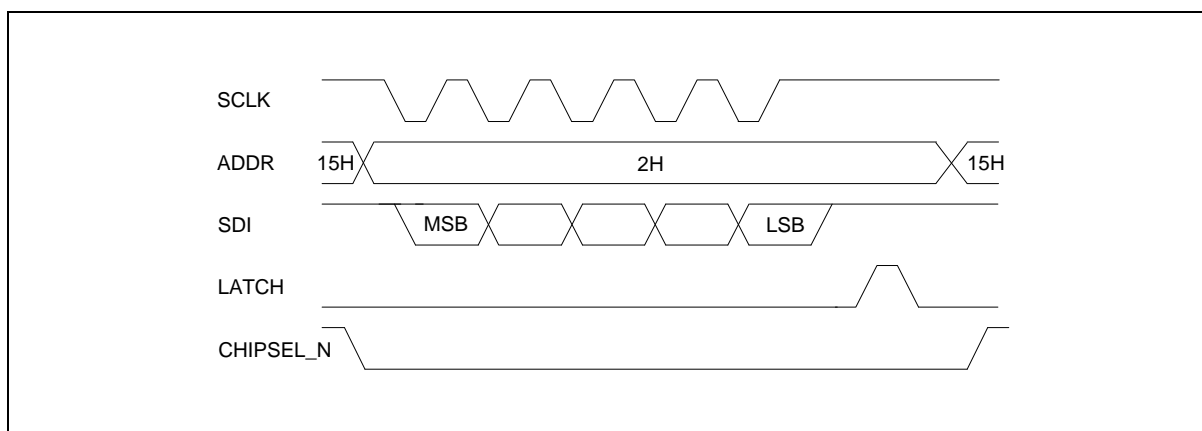 SCLK
ADDR 15H 2H 15H
SDI MSB LSB
LATCH
CHIPSEL_N